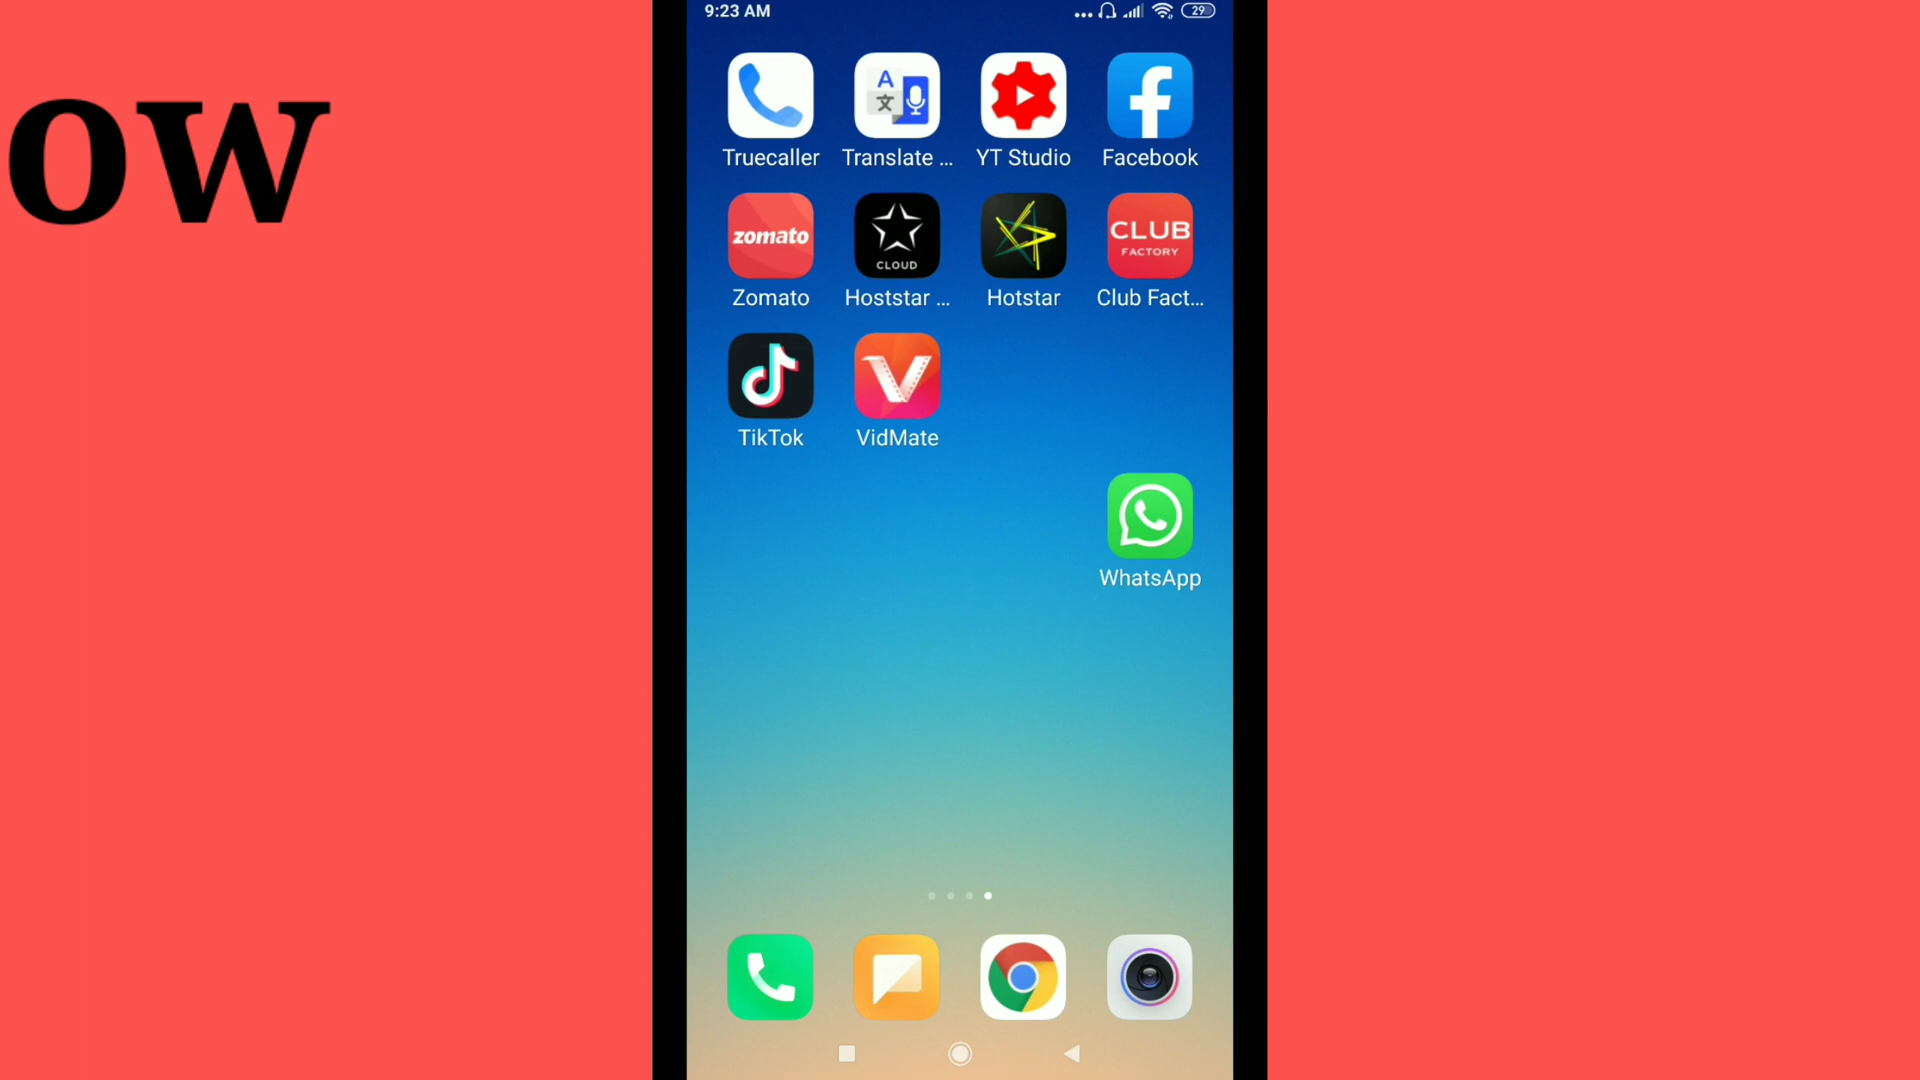 ow
9:23 AM
29
A
文
Truecaller Translate ... YT Studio Facebook
zomato CLOUD CLUB
FACTORY
Zomato Hoststar ... Hotstar Club Fact...
TikTok VidMate
WhatsApp